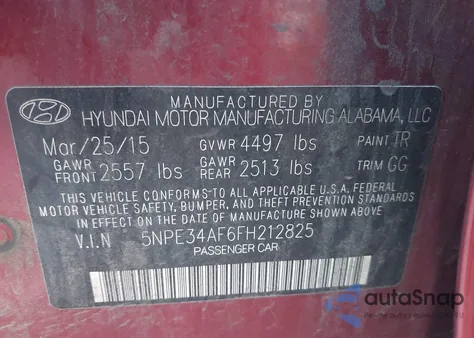 MANUFACTURED BY
HYUNDAI MOTOR MANUFACTURING ALABAMA, LLC
Mar/25/15 GVWR 4497 lbs PAINT TR
GAWR FRONT 2557 lbs GAWR REAR 2513 lbs TRIM GG
THIS VEHICLE CONFORMS TO ALL APPLICABLE U.S.A. FEDERAL
MOTOR VEHICLE SAFETY, BUMPER, AND THEFT PREVENTION
STANDARDS IN EFFECT ON THE DATE OF MANUFACTURE SHOWN ABOVE.
V.I.N 5NPE34AF6FH212825
PASSENGER CAR
autoSnap